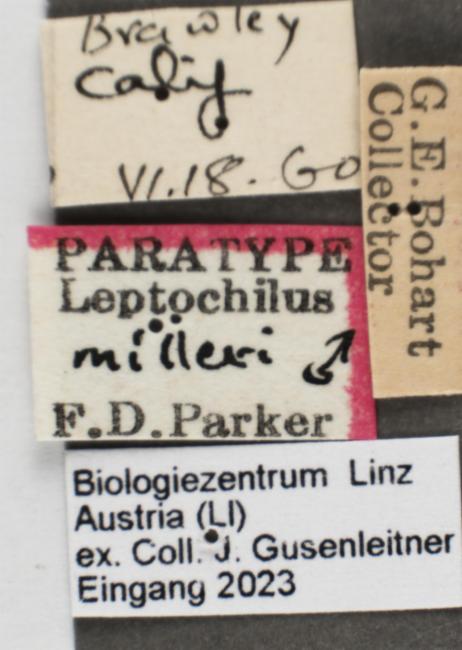 Brawley
Calif
VI.18.60
G.E. Bohart
Collector
PARATYPE
Leptochilus
milleri ♂
F.D.Parker
Biologiezentrum Linz
Austria (LI)
ex. Coll. J. Gusenleitner
Eingang 2023